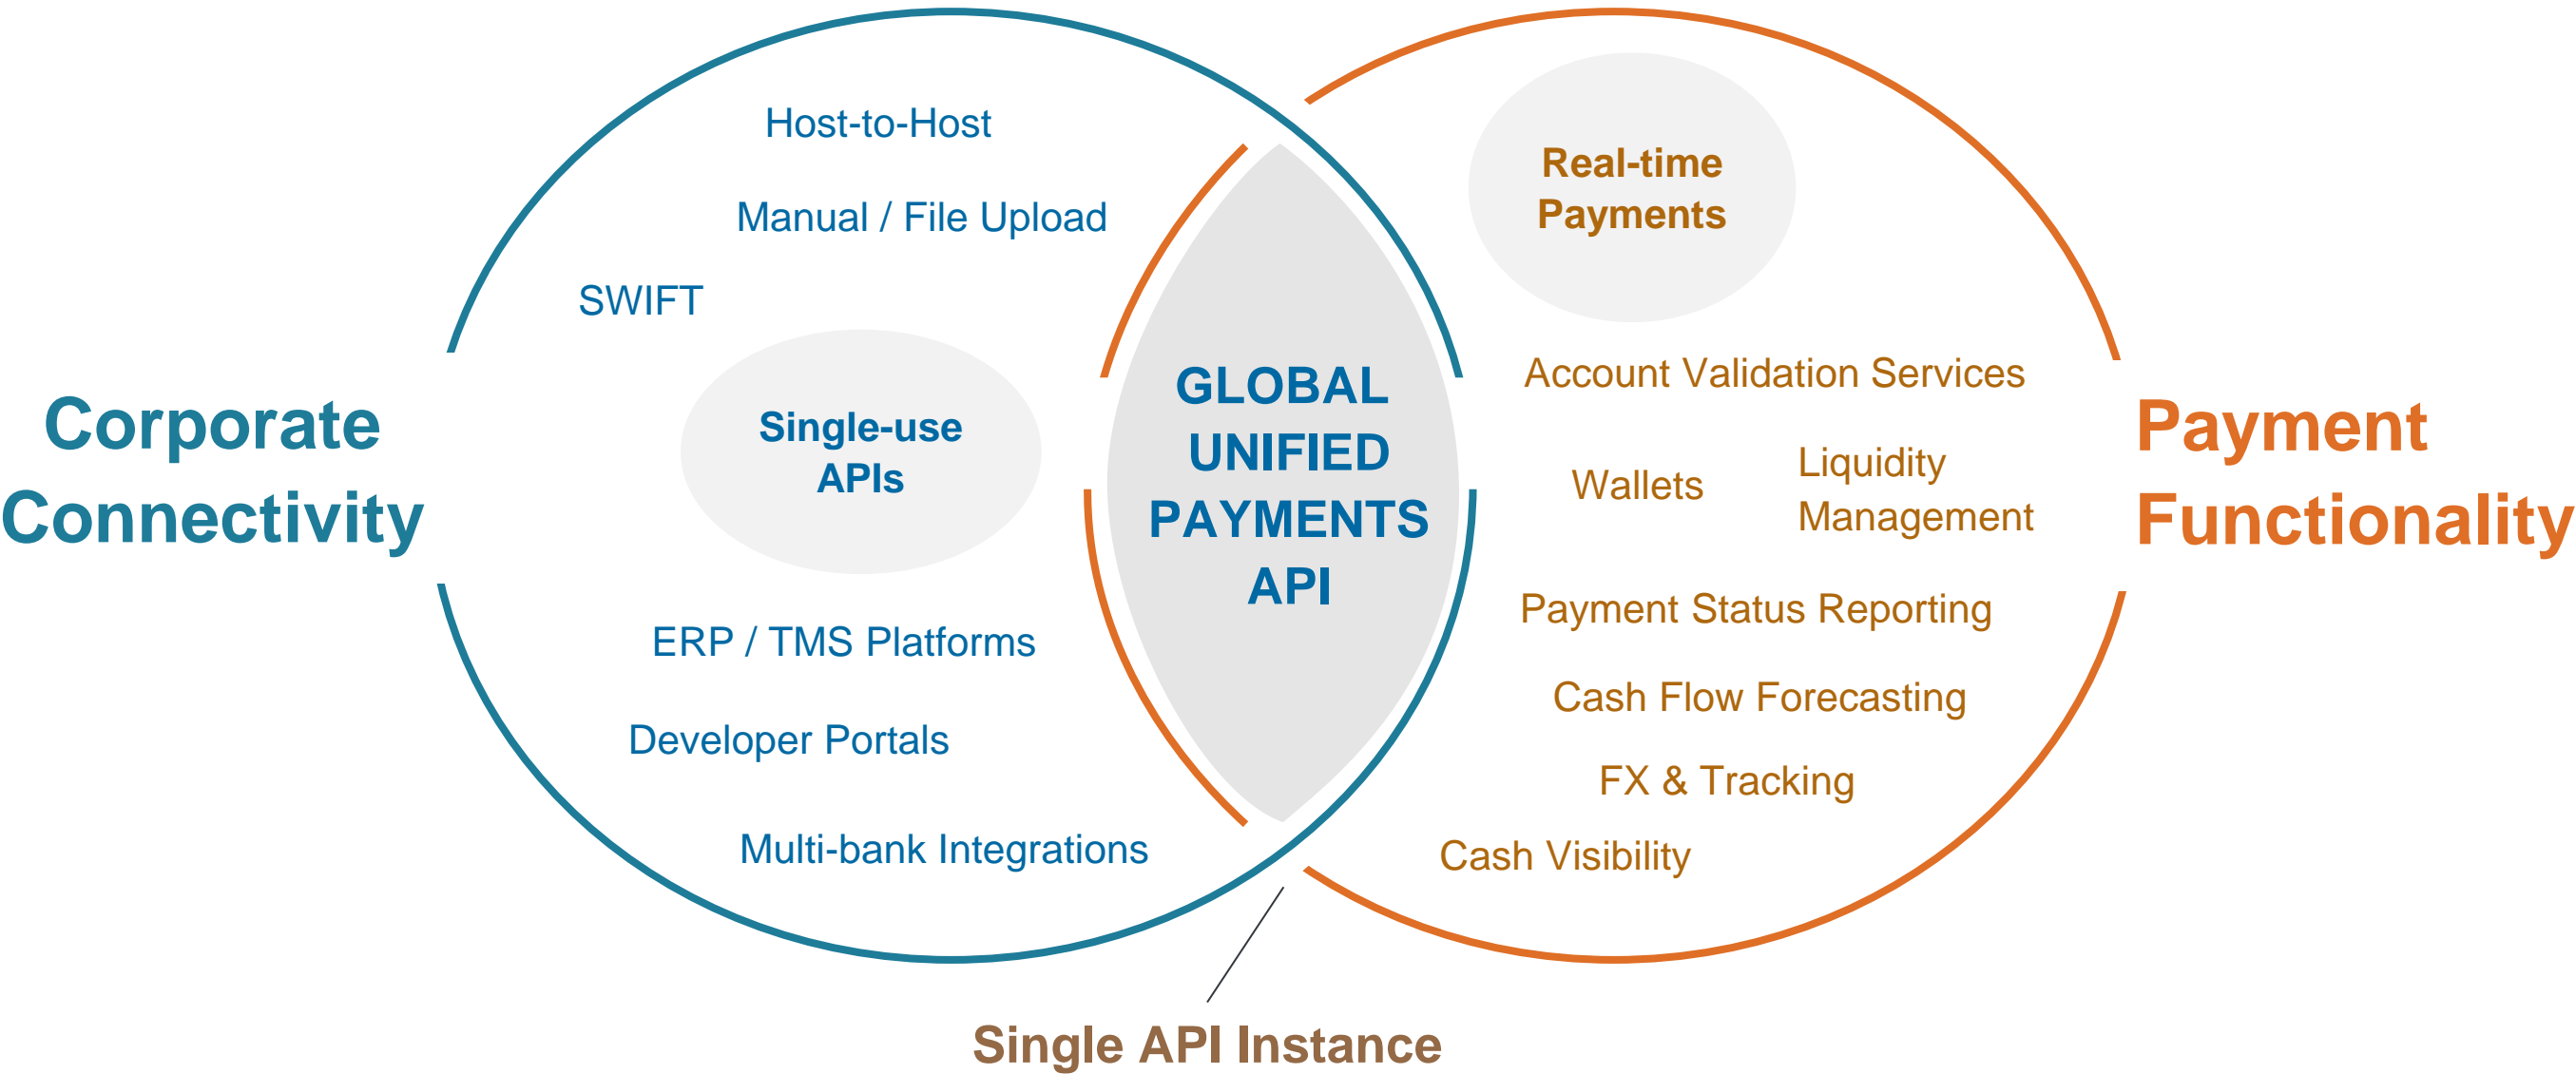 Corporate
Connectivity
Host-to-Host
Manual / File Upload
SWIFT
Single-use
APIs
ERP / TMS Platforms
Developer Portals
Multi-bank Integrations
GLOBAL
UNIFIED
PAYMENTS
API
Real-time
Payments
Account Validation Services
Wallets
Liquidity
Management
Payment Status Reporting
Cash Flow Forecasting
FX & Tracking
Cash Visibility
Payment
Functionality
Single API Instance